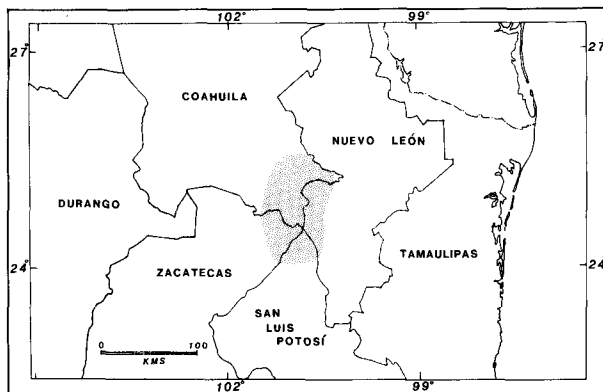 102
99
27
27
COAHUILA
NUEVO LEÓN
DURANGO
TAMAULIPAS
24
24
ZACATECAS
SAN
LUIS
POTOSÍ
0
100
KMS
102
99